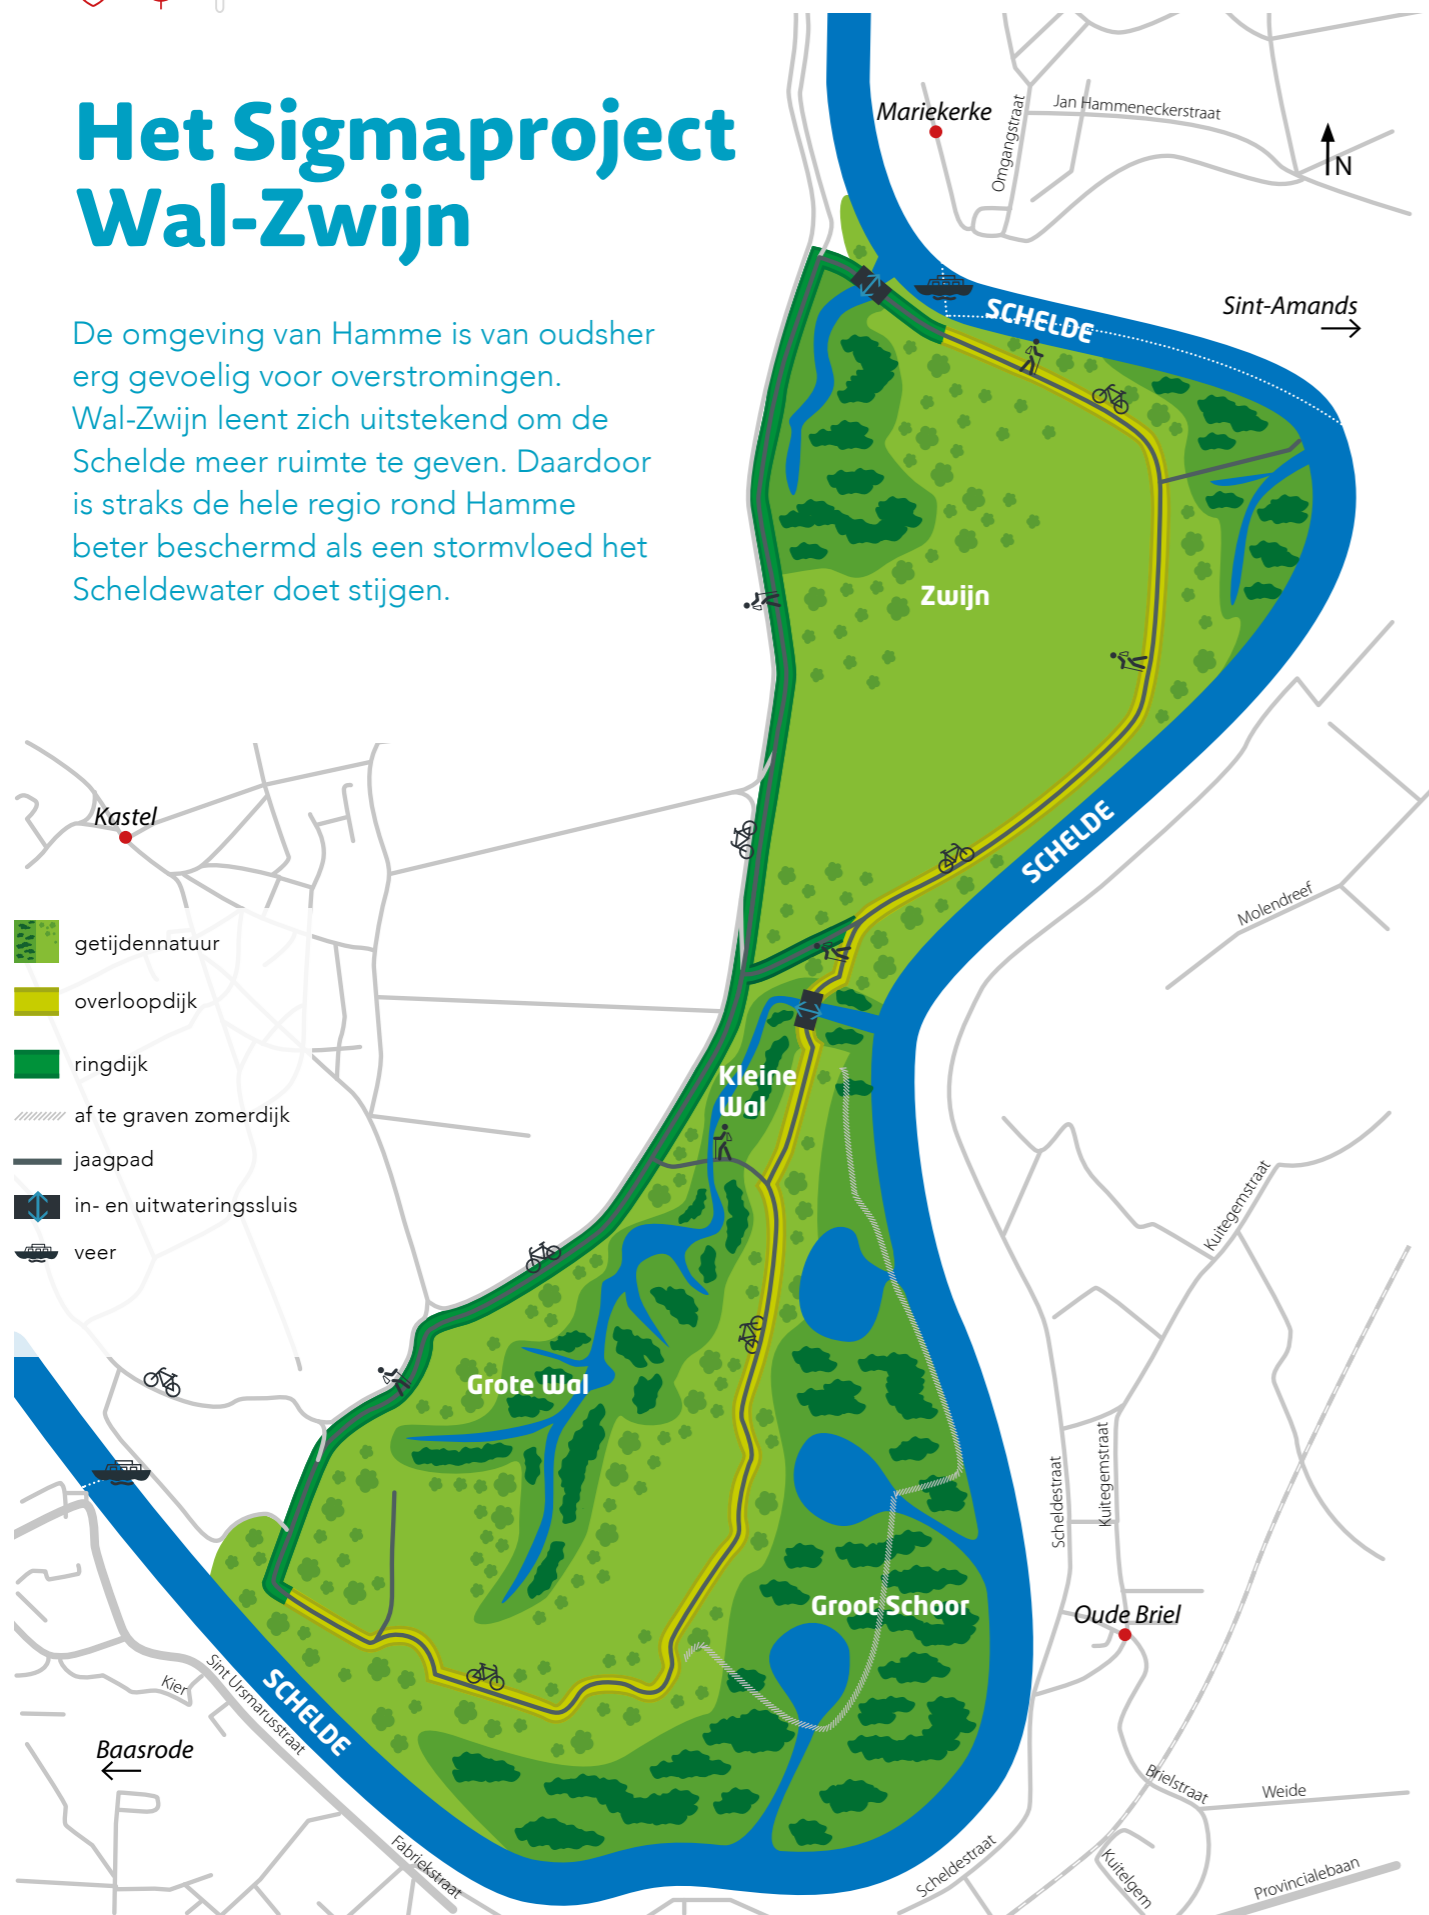 Het Sigmaproject
Wal-Zwijn
De omgeving van Hamme is van oudsher
erg gevoelig voor overstromingen.
Wal-Zwijn leent zich uitstekend om de
Schelde meer ruimte te geven. Daardoor
is straks de hele regio rond Hamme
beter beschermd als een stormvloed het
Scheldewater doet stijgen.
Mariekerke
Omgangstraat
Jan Hammeneckerstraat
N
Sint-Amands
SCHELDE
Zwijn
SCHELDE
Molendreef
Kastel
getijdennatuur
overloopdijk
ringdijk
af te graven zomerdijk
jaagpad
in- en uitwateringssluis
veer
Kleine
Wal
Kuitegemstraat
Grote Wal
Scheldestraat
Kuitegemstraat
Groot Schoor
Oude Briel
Kier
Sint Ursmarusstraat
SCHELDE
Baasrode
Fabriekstraat
Brielstraat
Weide
Scheldestraat
Kuitelgem
Provincialebaan